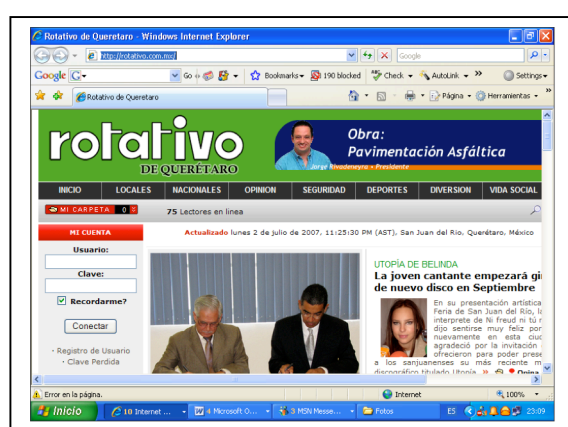 Rotativo de Queretaro - Windows Internet Explorer
http://rotativo.com.mx/
Google
Google G Go Bookmarks 190 blocked Check AutoLink » Settings
Rotativo de Queretaro Página Herramientas »
rotativo
DE QUERÉTARO
Obra:
Pavimentación Asfáltica
Jorge Rivadeneyra - Presidente
INICIO LOCALES NACIONALES OPINION SEGURIDAD DEPORTES DIVERSION VIDA SOCIAL
MI CARPETA 0
75 Lectores en linea
MI CUENTA
Actualizado lunes 2 de julio de 2007, 11:25:30 PM (AST), San Juan del Rio, Querétaro, México
Usuario:
Clave:
Recordarme?
Conectar
· Registro de Usuario
· Clave Perdida
UTOPÍA DE BELINDA
La joven cantante empezará gi
de nuevo disco en Septiembre
En su presentación artística
Feria de San Juan del Río, l
interprete de Ni freud ni tú
dijo sentirse muy feliz por
nuevamente en esta ciu
agradeció por la invitación
ofrecieron para poder prese
a los sanjuanenses su más reciente m
discográfico titulado Utopía. » Opina
Error en la página. Internet 100%
Inicio 10 Internet ... 4 Microsoft O... 3 MSN Messe... Fotos ES 23:09